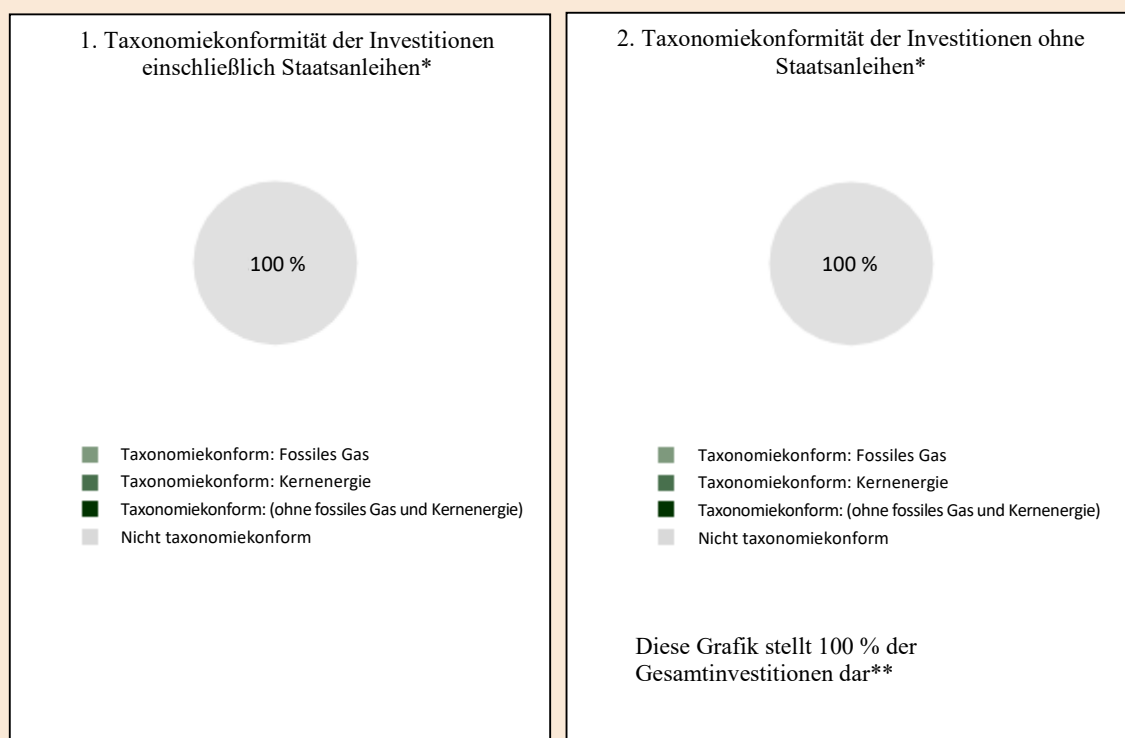 1. Taxonomiekonformität der Investitionen
einschließlich Staatsanleihen*
100 %
Taxonomiekonform: Fossiles Gas
Taxonomiekonform: Kernenergie
Taxonomiekonform: (ohne fossiles Gas und Kernenergie)
Nicht taxonomiekonform
2. Taxonomiekonformität der Investitionen ohne
Staatsanleihen*
100 %
Taxonomiekonform: Fossiles Gas
Taxonomiekonform: Kernenergie
Taxonomiekonform: (ohne fossiles Gas und Kernenergie)
Nicht taxonomiekonform
Diese Grafik stellt 100 % der
Gesamtinvestitionen dar**